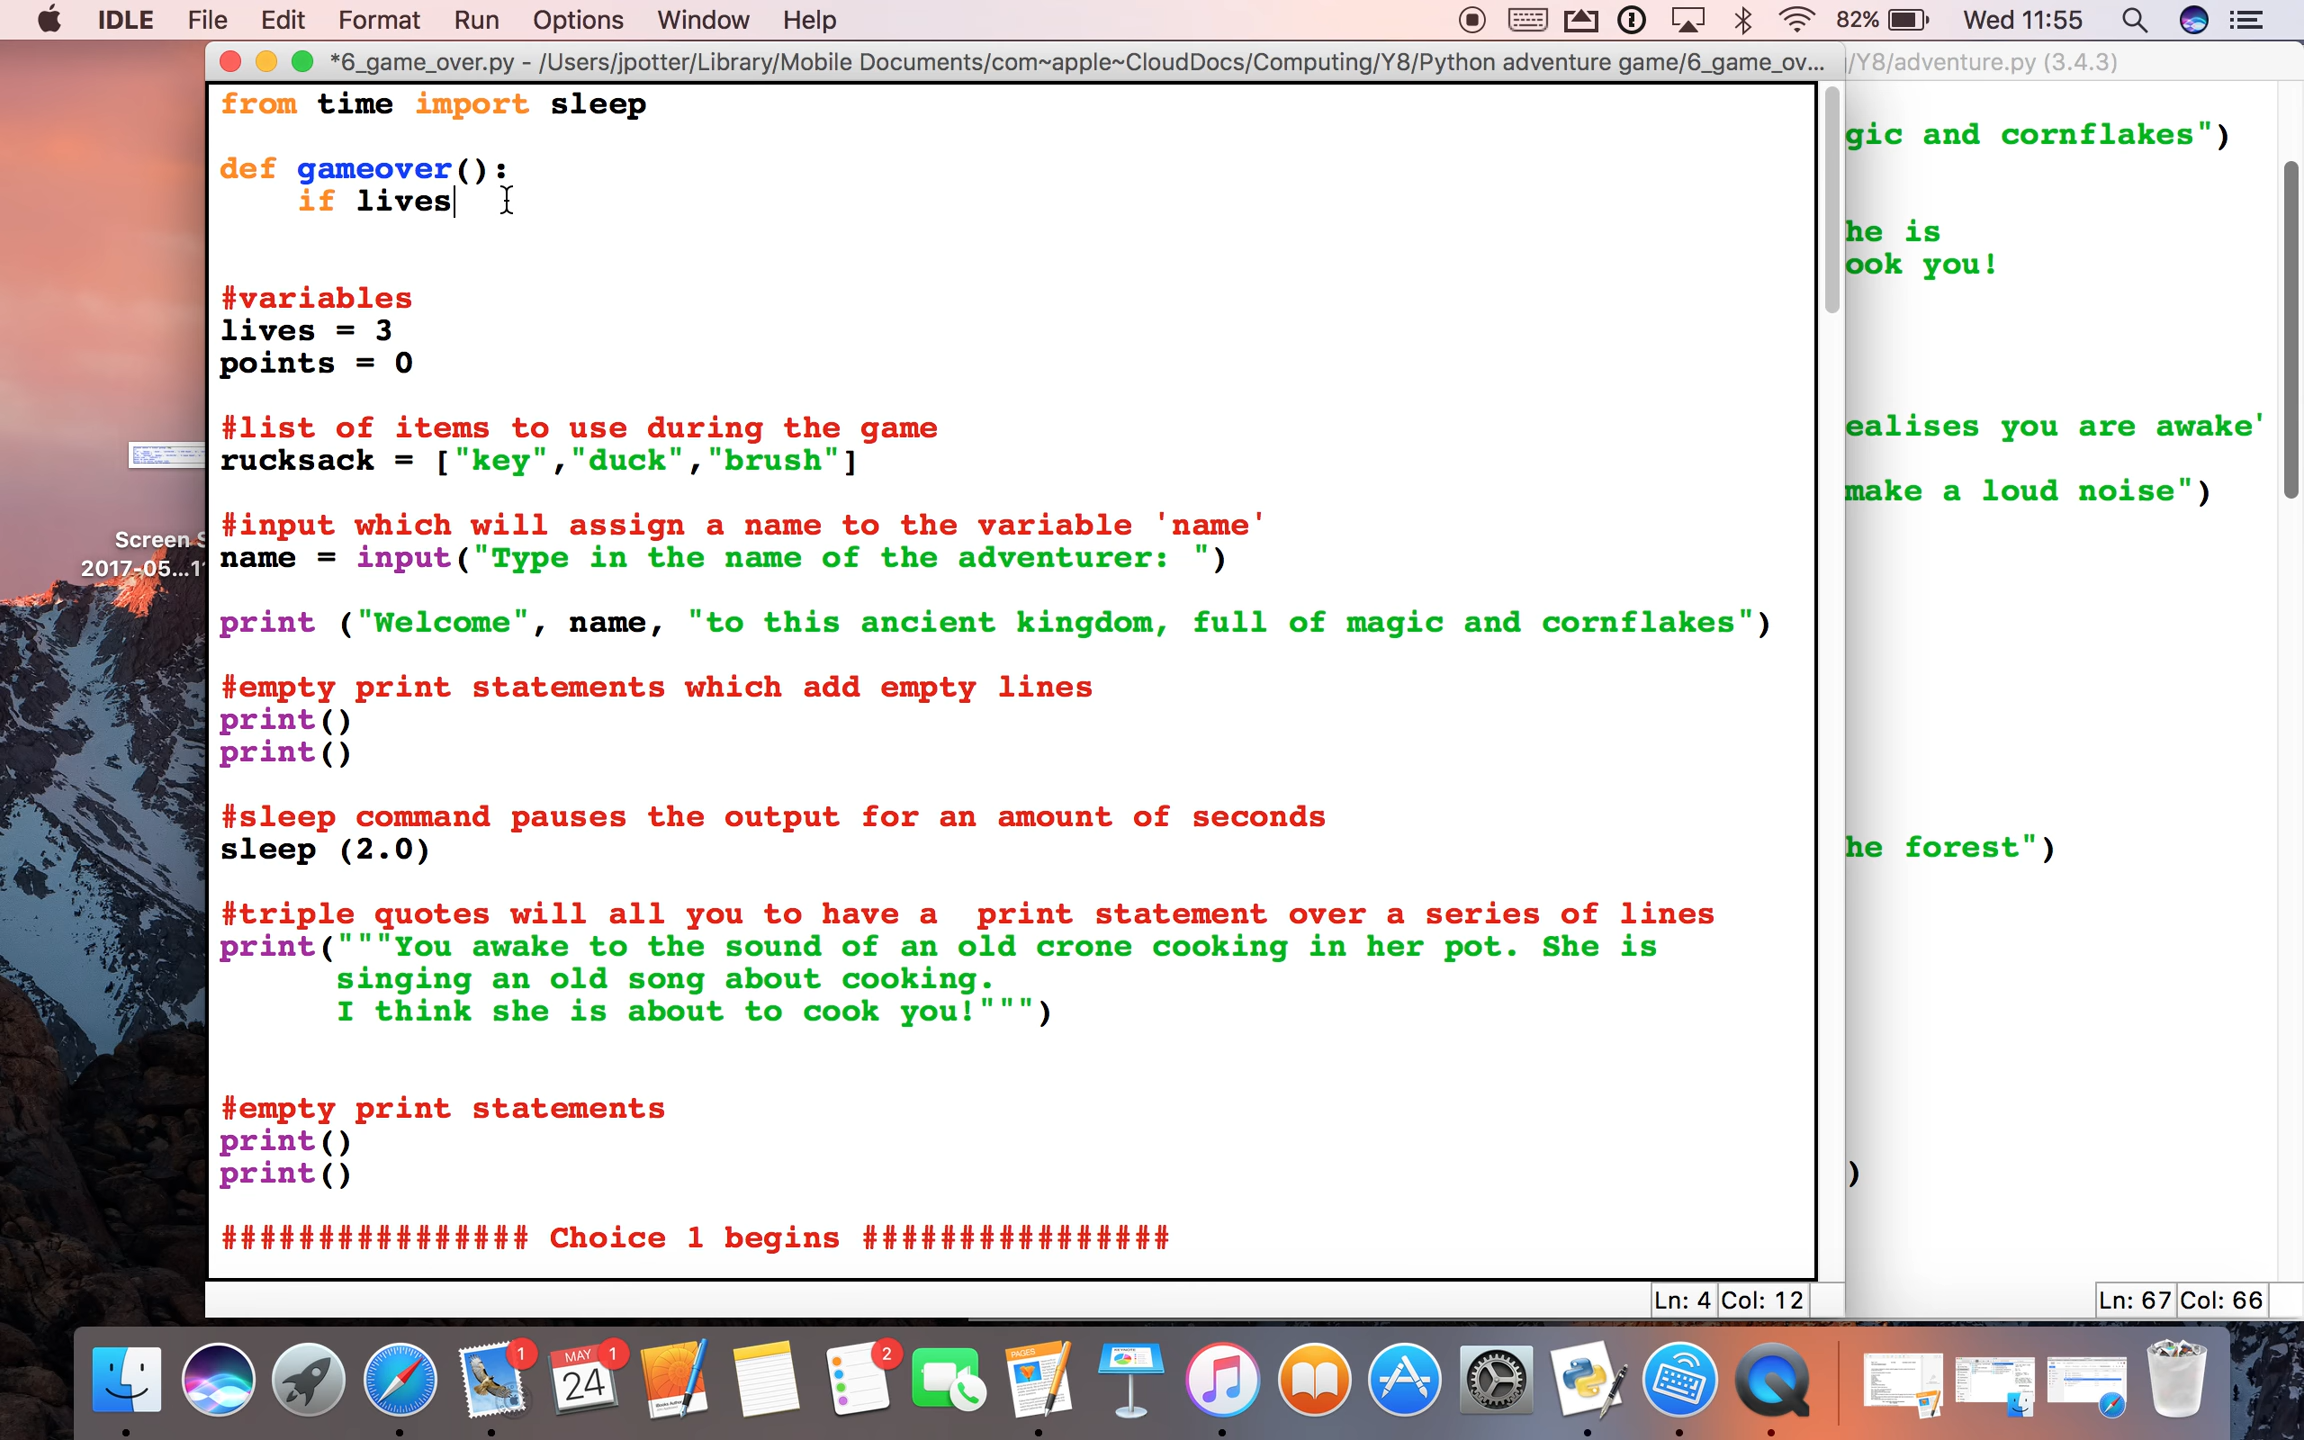 IDLE File Edit Format Run Options Window Help 82% Wed 11:55
*6_game_over.py - /Users/jpotter/Library/Mobile Documents/com~apple~CloudDocs/Computing/Y8/Python adventure game/6_game_ov...
/Y8/adventure.py (3.4.3)
from time import sleep
def gameover():
if lives
#variables
lives = 3
points = 0
#list of items to use during the game
rucksack = ["key","duck","brush"]
#input which will assign a name to the variable 'name'
name = input("Type in the name of the adventurer: ")
print ("Welcome", name, "to this ancient kingdom, full of magic and cornflakes")
#empty print statements which add empty lines
print()
print()
#sleep command pauses the output for an amount of seconds
sleep (2.0)
#triple quotes will all you to have a  print statement over a series of lines
print("""You awake to the sound of an old crone cooking in her pot. She is
singing an old song about cooking.
I think she is about to cook you!""")
#empty print statements
print()
print()
################ Choice 1 begins ################
Ln: 4 Col: 12
gic and cornflakes")
he is
ook you!
ealises you are awake'
make a loud noise")
he forest")
)
Ln: 67 Col: 66
Screen S
2017-05...1
1
MAY 1
24
2
PAGES
KEYNOTE